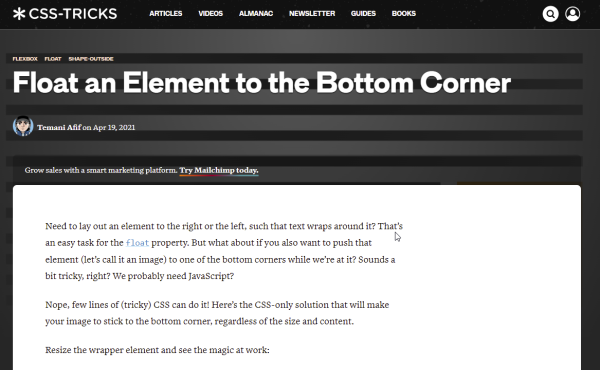 CSS-TRICKS
ARTICLES VIDEOS ALMANAC NEWSLETTER GUIDES BOOKS
FLEXBOX FLOAT SHAPE-OUTSIDE
Float an Element to the Bottom Corner
Temani Afif on Apr 19, 2021
Grow sales with a smart marketing platform. Try Mailchimp today.
Need to lay out an element to the right or the left, such that text wraps around it? That's
an easy task for the float property. But what about if you also want to push that
element (let's call it an image) to one of the bottom corners while we're at it? Sounds a
bit tricky, right? We probably need JavaScript?
Nope, few lines of (tricky) CSS can do it! Here's the CSS-only solution that will make
your image to stick to the bottom corner, regardless of the size and content.
Resize the wrapper element and see the magic at work: